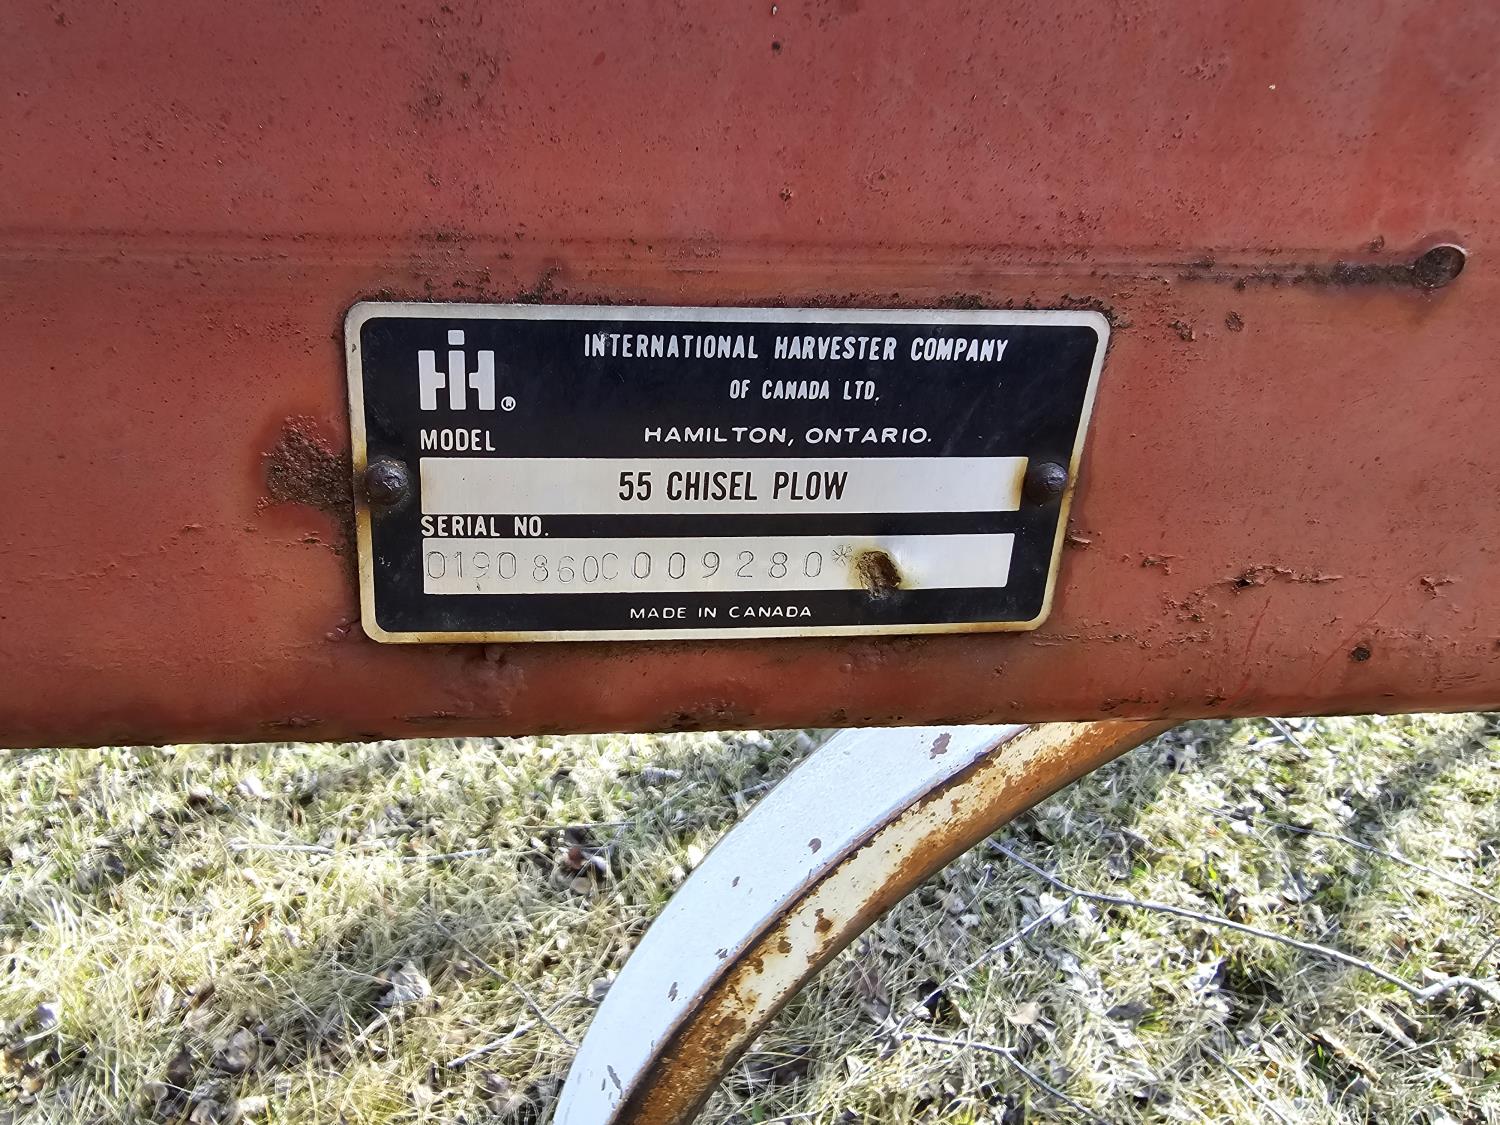 IH®
INTERNATIONAL HARVESTER COMPANY
OF CANADA LTD.
HAMILTON, ONTARIO.
MODEL
55 CHISEL PLOW
SERIAL NO.
0190860C009280*
MADE IN CANADA